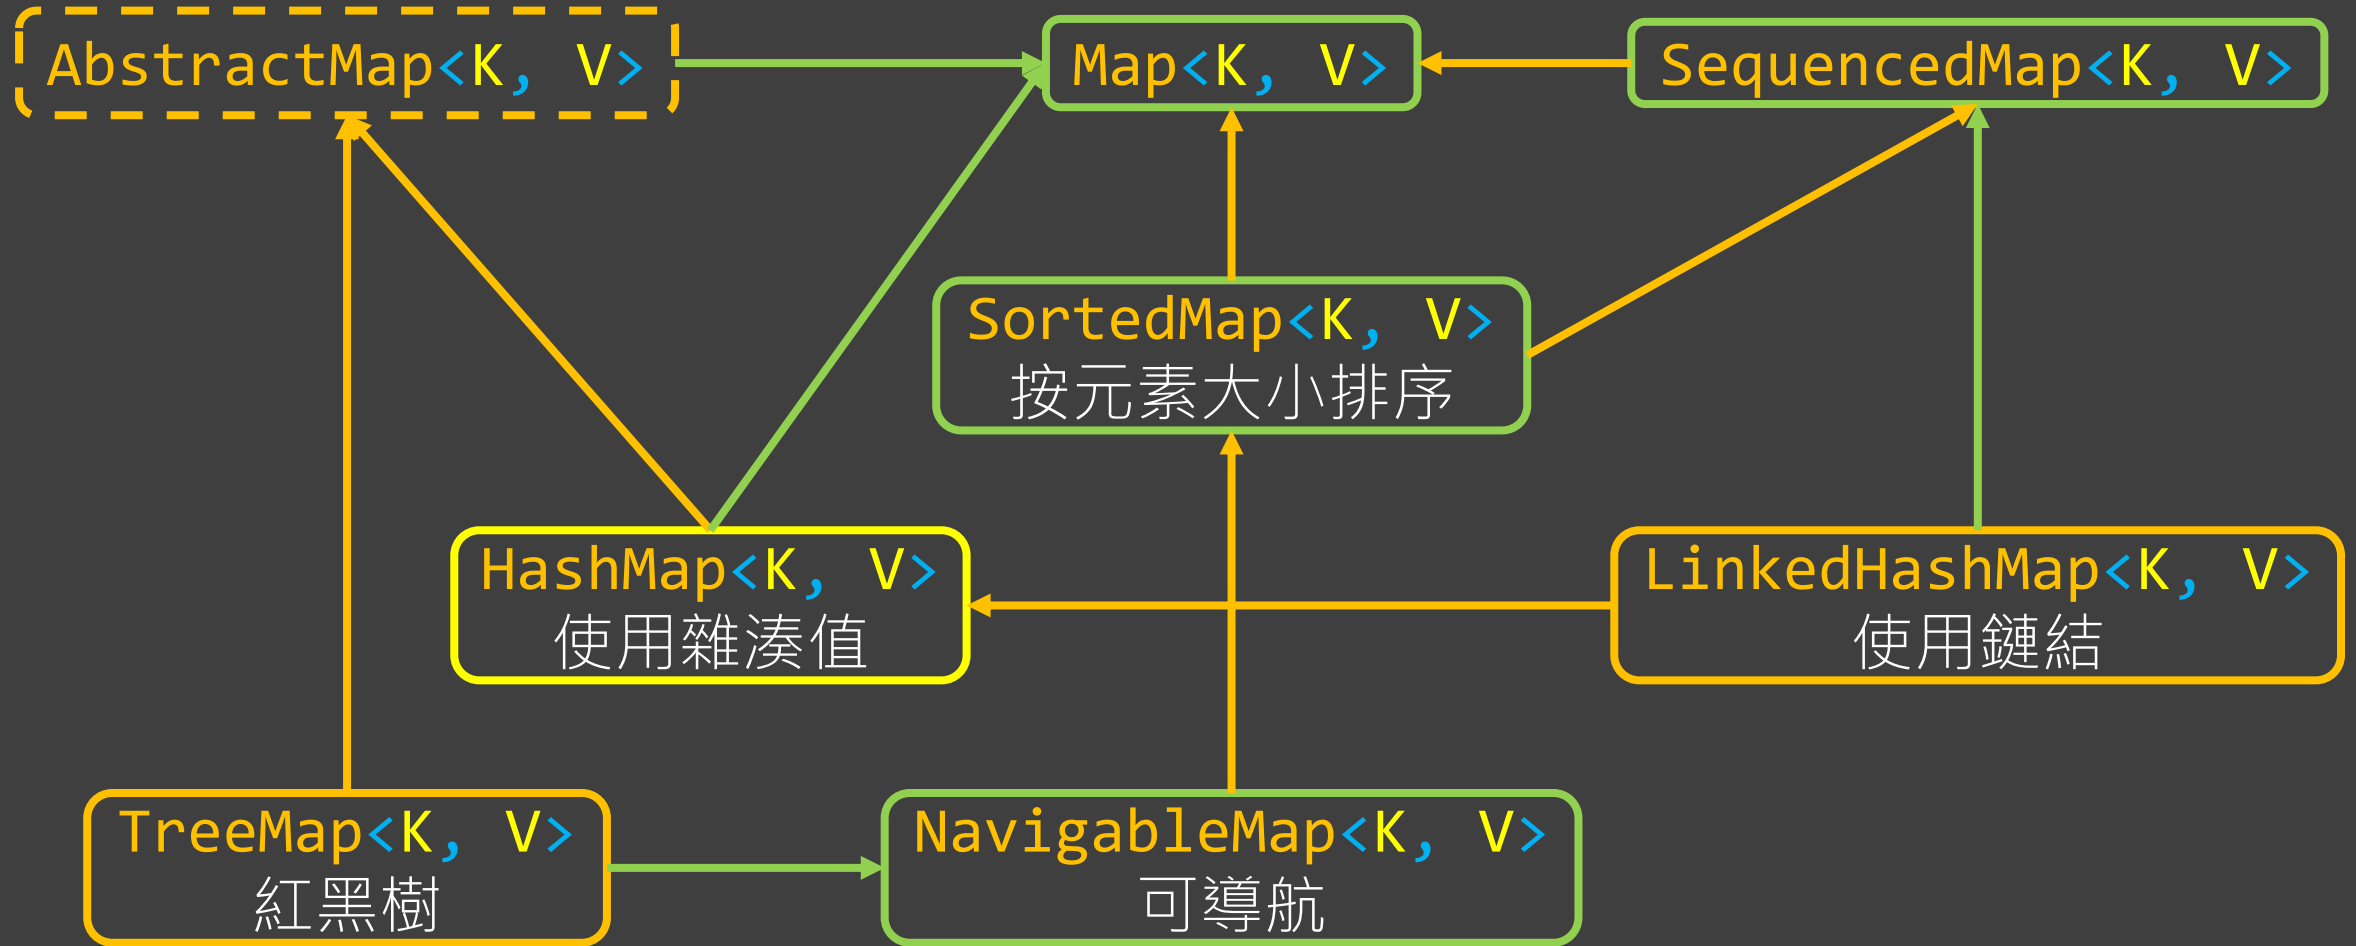 AbstractMap<K, V>
Map<K, V>
SequencedMap<K, V>
SortedMap<K, V>
按元素大小排序
HashMap<K, V>
使用雜湊值
LinkedHashMap<K, V>
使用鏈結
TreeMap<K, V>
紅黑樹
NavigableMap<K, V>
可導航